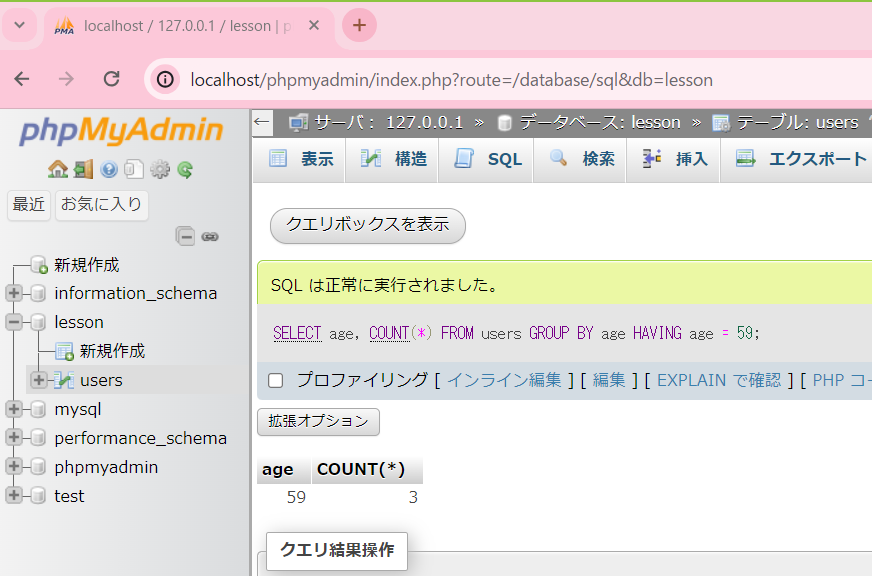 localhost / 127.0.0.1 / lesson | p
localhost/phpmyadmin/index.php?route=/database/sql&db=lesson
phpMyAdmin
最近 お気に入り
新規作成
information_schema
lesson
新規作成
users
mysql
performance_schema
phpmyadmin
test
サーバ: 127.0.0.1 » データベース: lesson » テーブル: users
表示 構造 SQL 検索 挿入 エクスポート
クエリボックスを表示
SQL は正常に実行されました。
SELECT age, COUNT(*) FROM users GROUP BY age HAVING age = 59;
プロファイリング [ インライン編集 ] [ 編集 ] [ EXPLAIN で確認 ] [ PHP コー
拡張オプション
age COUNT(*)
59 3
クエリ結果操作